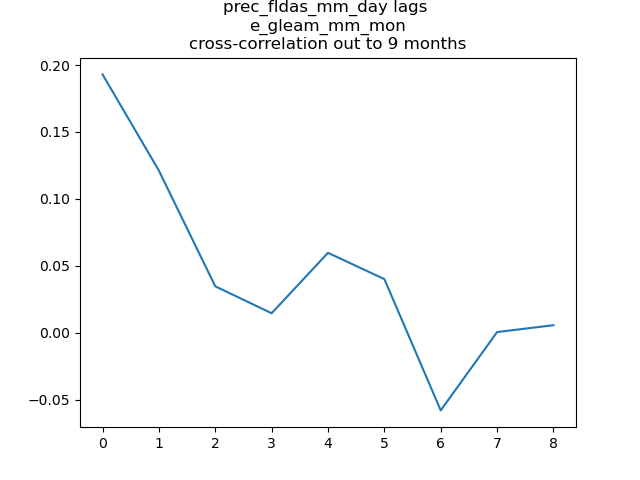 prec_fldas_mm_day lags
e_gleam_mm_mon
cross-correlation out to 9 months
0.20
0.15
0.10
0.05
0.00
−0.05
0 1 2 3 4 5 6 7 8